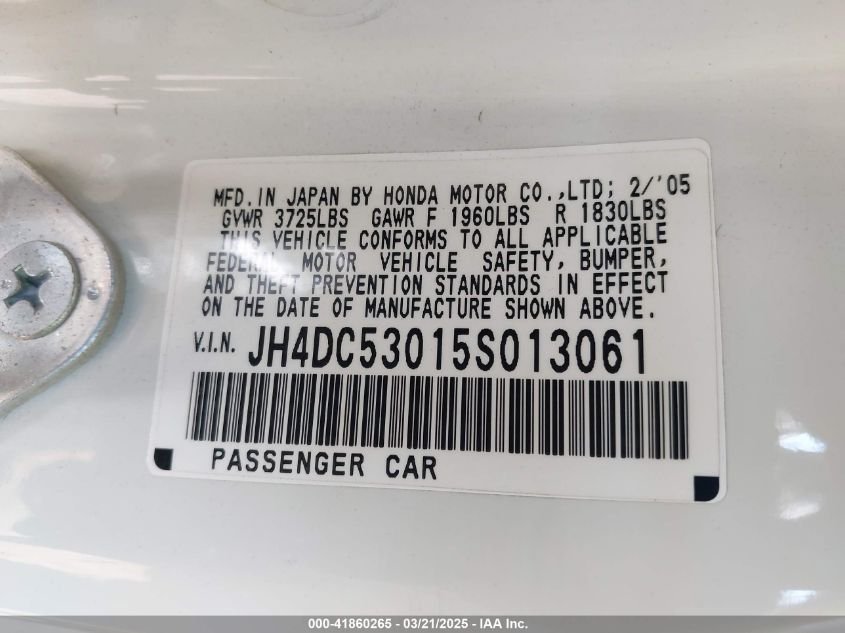 MFD. IN JAPAN BY HONDA MOTOR CO.,LTD; 2/'05
GVWR 3725LBS GAWR F 1960LBS R 1830LBS
THIS VEHICLE CONFORMS TO ALL APPLICABLE
FEDERAL MOTOR VEHICLE SAFETY, BUMPER,
AND THEFT PREVENTION STANDARDS IN EFFECT
ON THE DATE OF MANUFACTURE SHOWN ABOVE.
V.I.N. JH4DC53015S013061
PASSENGER CAR
000-41860265 - 03/21/2025 - IAA Inc.